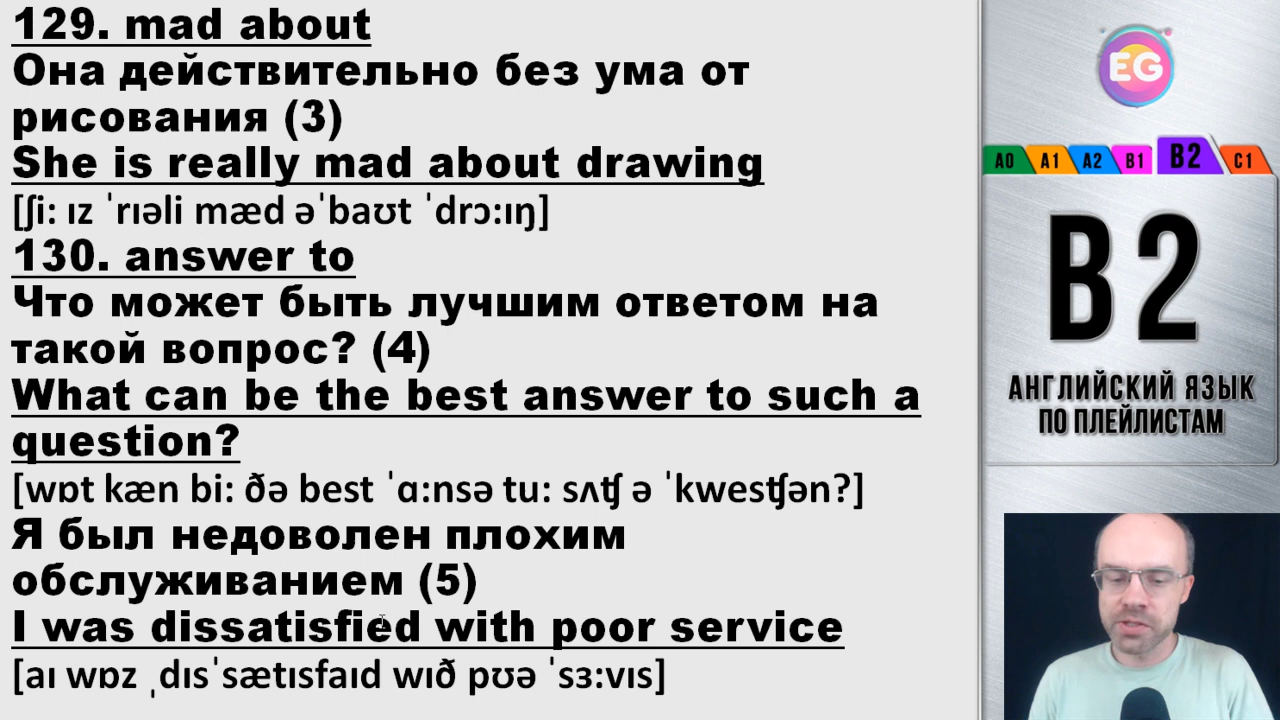 129. mad about
Она действительно без ума от
рисования (3)
She is really mad about drawing
[ʃi: ɪz ˈrɪəli mæd əˈbaʊt ˈdrɔ:ɪŋ]
130. answer to
Что может быть лучшим ответом на
такой вопрос? (4)
What can be the best answer to such a
question?
[wɒt kæn bi: ðə best ˈɑ:nsə tu: sʌʧ ə ˈkwesʧən?]
Я был недоволен плохим
обслуживанием (5)
I was dissatisfied with poor service
[aɪ wɒz ˌdɪsˈsætɪsfaɪd wɪð pʊə ˈsɜ:vɪs]
EG
A0 A1 A2 B1 B2 C1
B2
АНГЛИЙСКИЙ ЯЗЫК
ПО ПЛЕЙЛИСТАМ